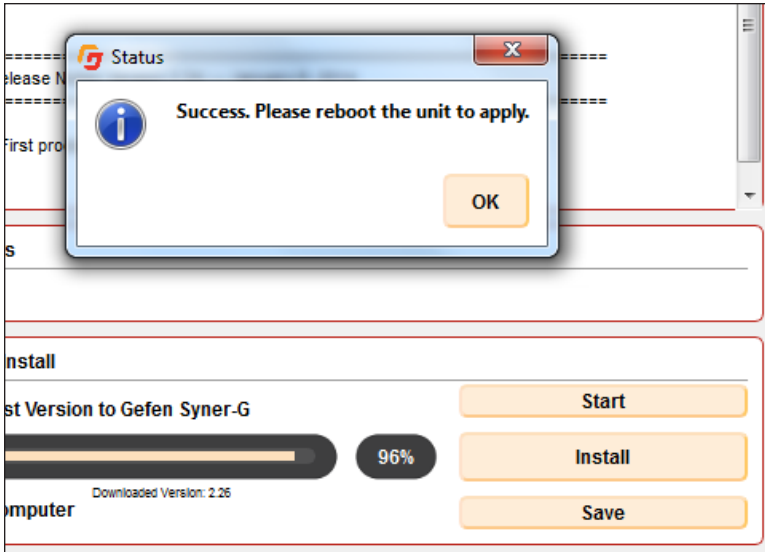 Status
=====
elease N
=====
Success. Please reboot the unit to apply.
First pro
OK
s
nstall
st Version to Gefen Syner-G
Start
96%
Install
Downloaded Version: 2.26
omputer
Save